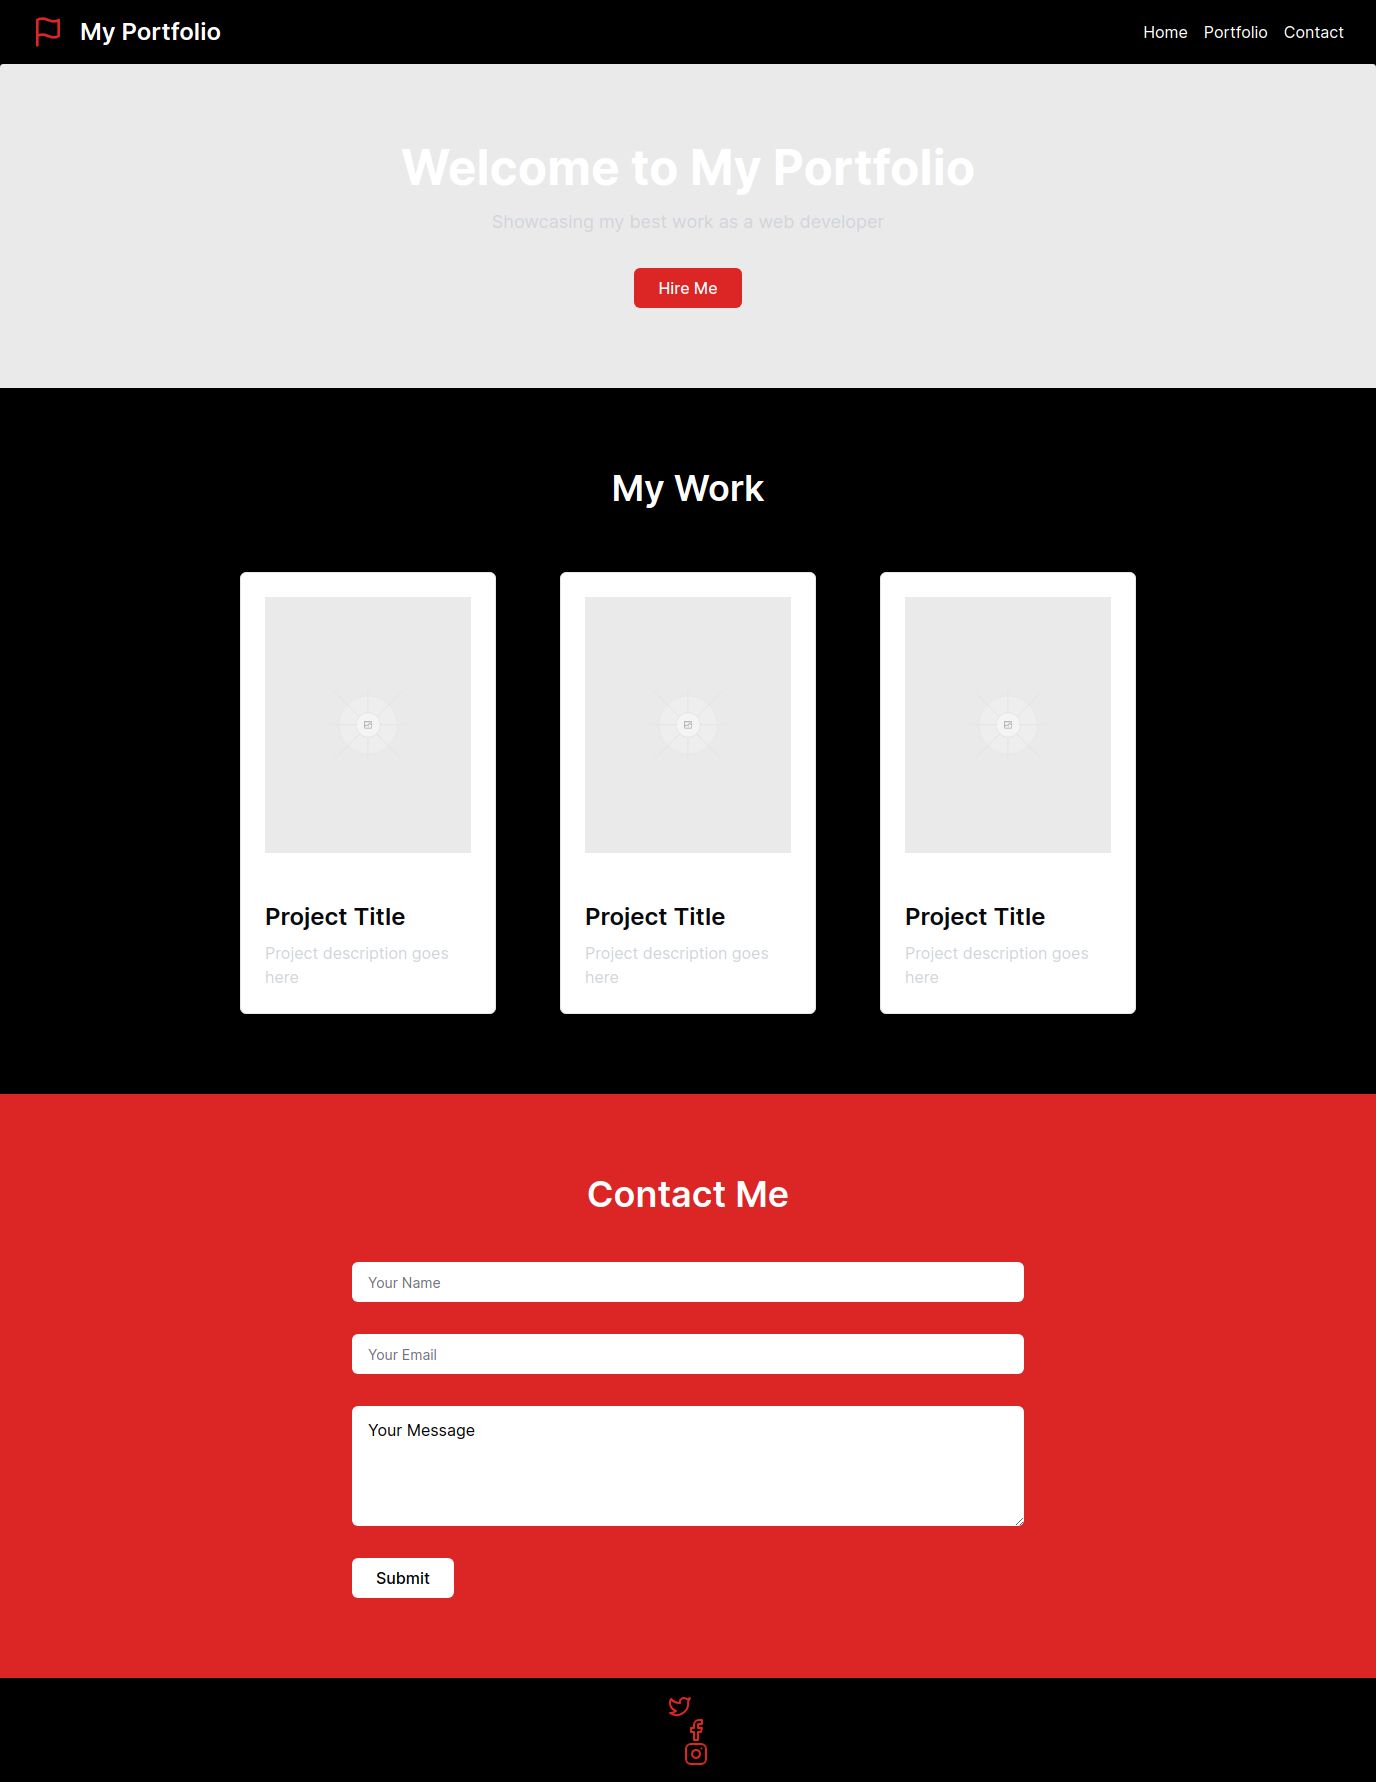 My Portfolio
Home Portfolio Contact
Welcome to My Portfolio
Showcasing my best work as a web developer
Hire Me
My Work
Project Title
Project description goes
here
Project Title
Project description goes
here
Project Title
Project description goes
here
Contact Me
Your Name
Your Email
Your Message
Submit